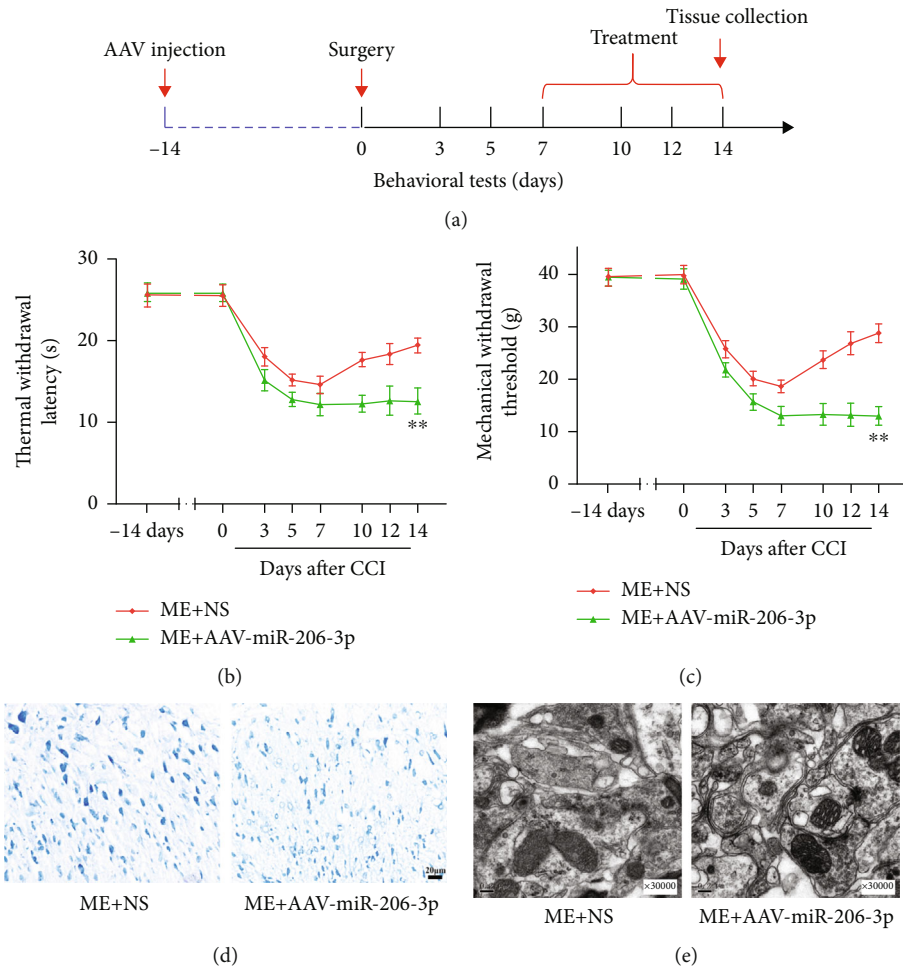 Tissue collection
AAV injection
Surgery
Treatment
–14
0
3
5
7
10
12
14
Behavioral tests (days)
(a)
Thermal withdrawal
latency (s)
30
20
10
0
–14 days
0
3
5
7
10
12
14
**
Days after CCI
ME+NS
ME+AAV-miR-206-3p
(b)
Mechanical withdrawal
threshold (g)
40
30
20
10
0
–14 days
0
3
5
7
10
12
14
**
Days after CCI
ME+NS
ME+AAV-miR-206-3p
(c)
20μm
ME+NS
ME+AAV-miR-206-3p
(d)
×30000
×30000
ME+NS
ME+AAV-miR-206-3p
(e)